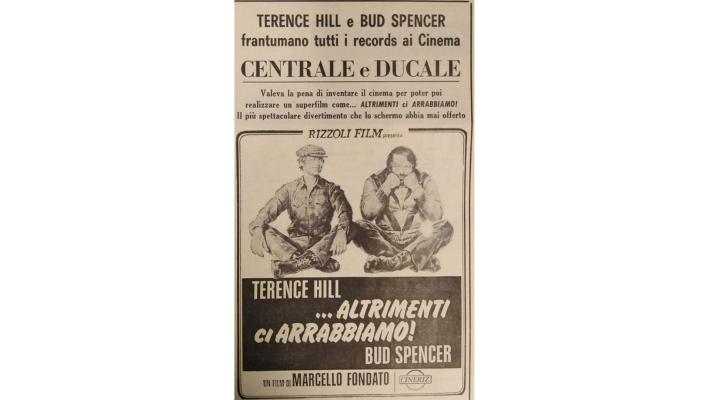 TERENCE HILL e BUD SPENCER
frantumano tutti i records ai Cinema
CENTRALE e DUCALE
Valeva la pena di inventare il cinema per poter poi
realizzare un superfilm come... ALTRIMENTI ci ARRABBIAMO!
Il più spettacolare divertimento che lo schermo abbia mai offerto
RIZZOLI FILM presenta
TERENCE HILL
...ALTRIMENTI
ci ARRABBIAMO!
BUD SPENCER
UN FILM DI MARCELLO FONDATO CINERIZ